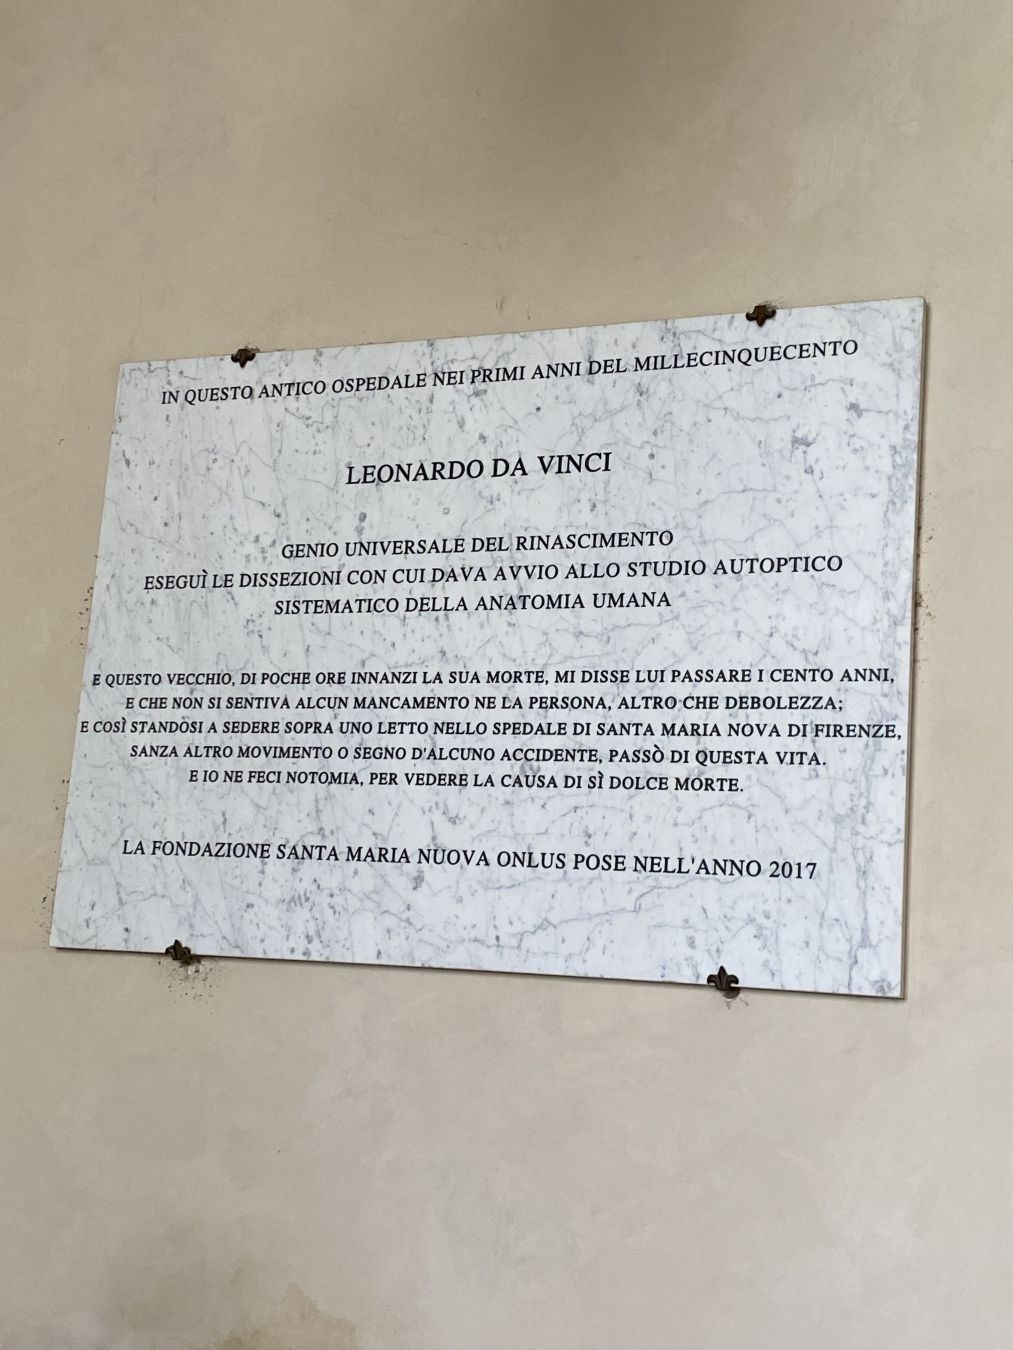 IN QUESTO ANTICO OSPEDALE NEI PRIMI ANNI DEL MILLECINQUECENTO
LEONARDO DA VINCI
GENIO UNIVERSALE DEL RINASCIMENTO
ESEGUÌ LE DISSEZIONI CON CUI DAVA AVVIO ALLO STUDIO AUTOPTICO
SISTEMATICO DELLA ANATOMIA UMANA
E QUESTO VECCHIO, DI POCHE ORE INNANZI LA SUA MORTE, MI DISSE LUI PASSARE I CENTO ANNI,
E CHE NON SI SENTIVA ALCUN MANCAMENTO NE LA PERSONA, ALTRO CHE DEBOLEZZA;
E COSÌ STANDOSI A SEDERE SOPRA UNO LETTO NELLO SPEDALE DI SANTA MARIA NOVA DI FIRENZE,
SANZA ALTRO MOVIMENTO O SEGNO D'ALCUNO ACCIDENTE, PASSÒ DI QUESTA VITA.
E IO NE FECI NOTOMIA, PER VEDERE LA CAUSA DI SÌ DOLCE MORTE.
LA FONDAZIONE SANTA MARIA NUOVA ONLUS POSE NELL'ANNO 2017